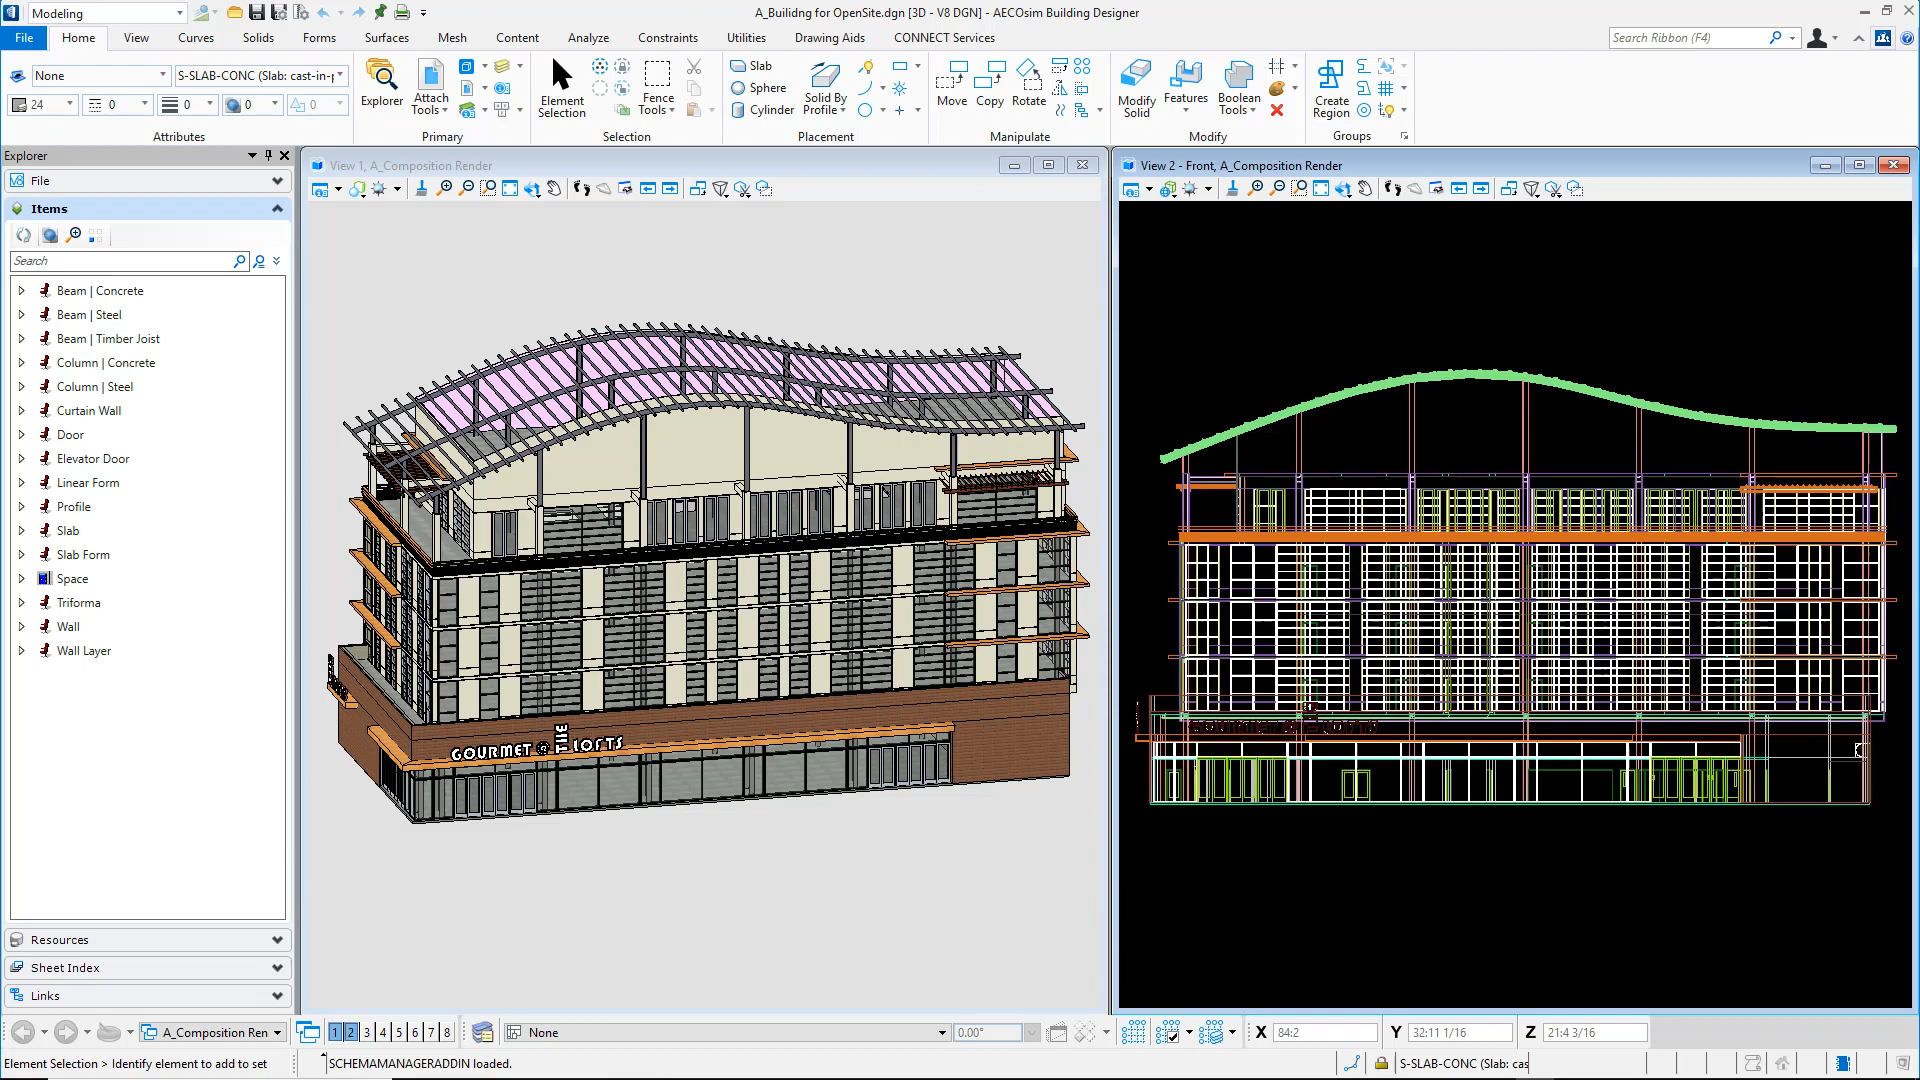 Modeling
A_Builidng for OpenSite.dgn [3D - V8 DGN] - AECOsim Building Designer
File Home View Curves Solids Forms Surfaces Mesh Content Analyze Constraints Utilities Drawing Aids CONNECT Services
Search Ribbon (F4)
None S-SLAB-CONC (Slab: cast-in-
24 0 0 0 0
Attributes
Explorer Attach Tools
Primary
Element Selection Fence Tools
Selection
Slab
Sphere
Cylinder
Solid By Profile
Placement
Move Copy Rotate
Manipulate
Modify Solid Features Boolean Tools
Modify
Create Region
Groups
Explorer
File
Items
Search
Beam | Concrete
Beam | Steel
Beam | Timber Joist
Column | Concrete
Column | Steel
Curtain Wall
Door
Elevator Door
Linear Form
Profile
Slab
Slab Form
Space
Triforma
Wall
Wall Layer
Resources
Sheet Index
Links
View 1, A_Composition Render
GOURMET @ THE LOFTS
View 2 - Front, A_Composition Render
GOURMET @ THE LOFTS
A_Composition Ren
1 2 3 4 5 6 7 8
None
0.00°
X 84:2 Y 32:11 1/16 Z 21:4 3/16
Element Selection > Identify element to add to set
SCHEMAMANAGERADDIN loaded.
S-SLAB-CONC (Slab: cas